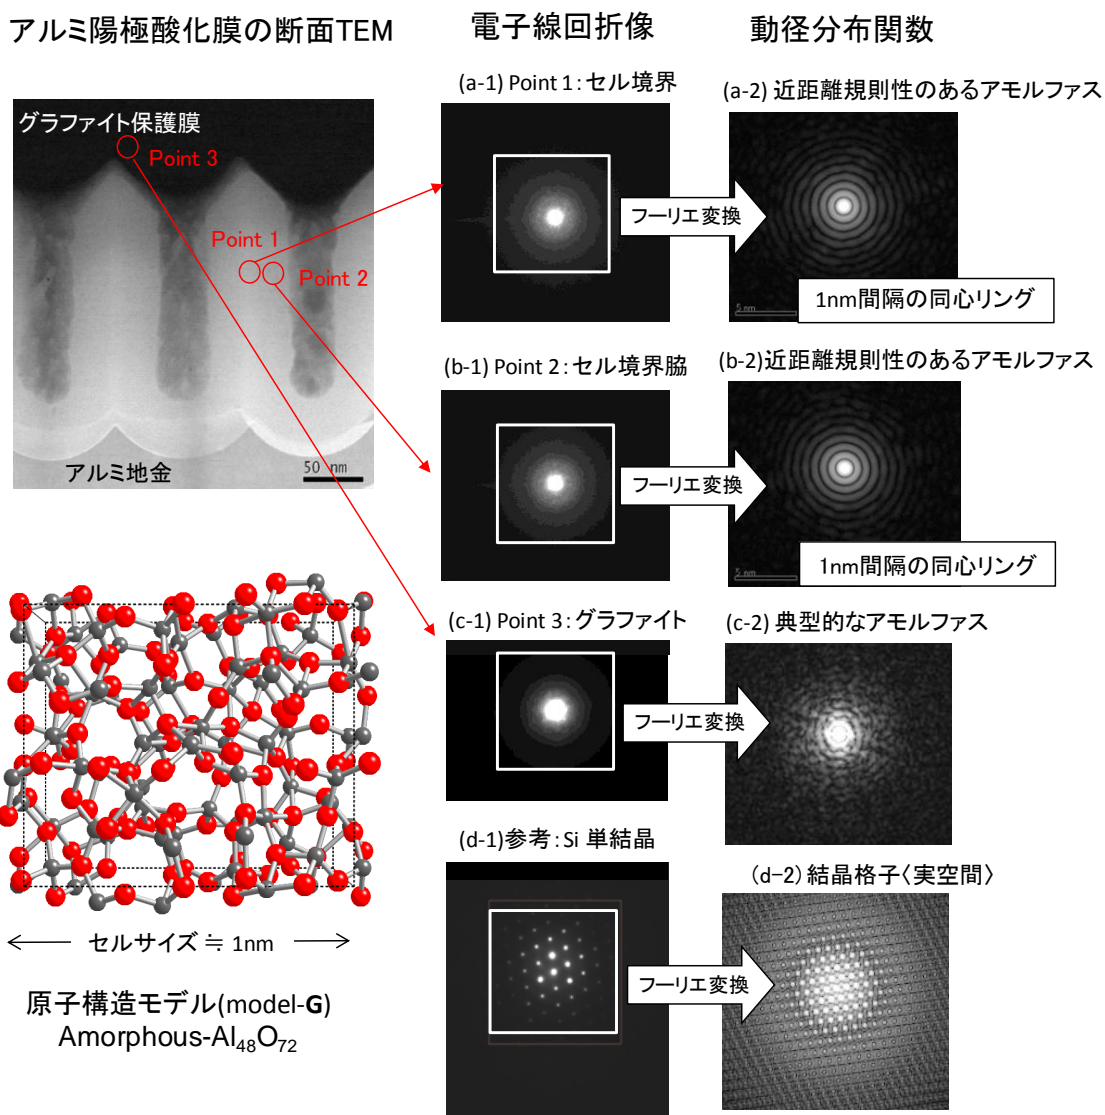 アルミ陽極酸化膜の断面TEM
電子線回折像
動径分布関数
グラファイト保護膜
Point 3
Point 1
Point 2
アルミ地金
50 nm
(a-1) Point 1：セル境界
フーリエ変換
(a-2) 近距離規則性のあるアモルファス
5 nm
1nm間隔の同心リング
(b-1) Point 2：セル境界脇
フーリエ変換
(b-2)近距離規則性のあるアモルファス
5 nm
1nm間隔の同心リング
(c-1) Point 3：グラファイト
フーリエ変換
(c-2) 典型的なアモルファス
(d-1)参考：Si 単結晶
フーリエ変換
(d-2) 結晶格子〈実空間〉
セルサイズ ≒ 1nm
原子構造モデル(model-G)
Amorphous-Al₄₈O₇₂